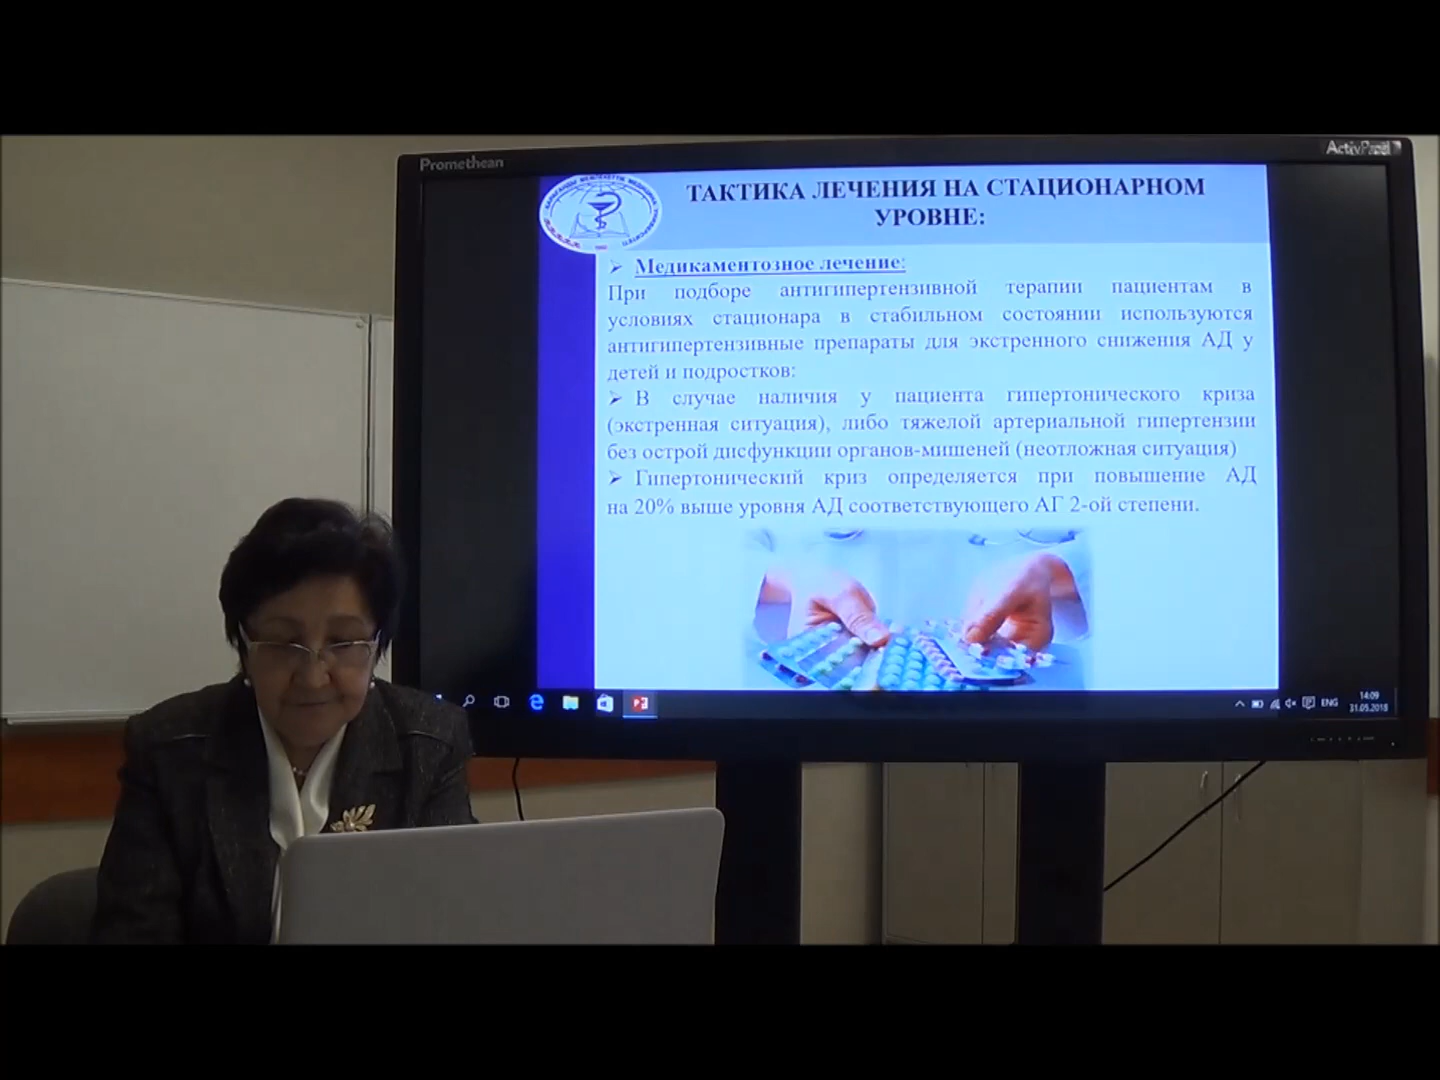 Promethean
ActivPanel
ТАКТИКА ЛЕЧЕНИЯ НА СТАЦИОНАРНОМ
УРОВНЕ:
➢ Медикаментозное лечение:
При подборе антигипертензивной терапии пациентам в
условиях стационара в стабильном состоянии используются
антигипертензивные препараты для экстренного снижения АД у
детей и подростков:
➢ В случае наличия у пациента гипертонического криза
(экстренная ситуация), либо тяжелой артериальной гипертензии
без острой дисфункции органов-мишеней (неотложная ситуация)
➢ Гипертонический криз определяется при повышение АД
на 20% выше уровня АД соответствующего АГ 2-ой степени.
ENG
14:09
31.05.2018